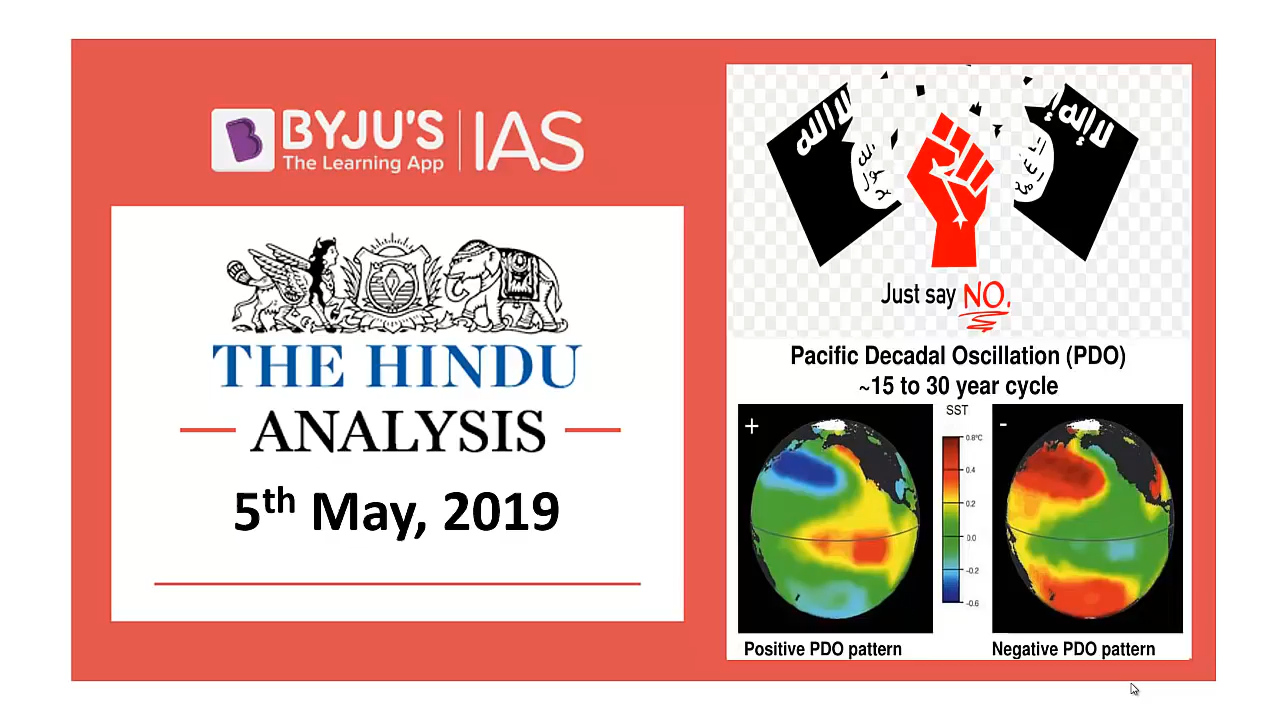 BYJU'S
The Learning App
IAS
THE HINDU
ANALYSIS
5th May, 2019
Just say NO.
Pacific Decadal Oscillation (PDO)
~15 to 30 year cycle
SST
+
-
0.8°C
0.4
0.2
0.0
-0.2
-0.6
Positive PDO pattern
Negative PDO pattern